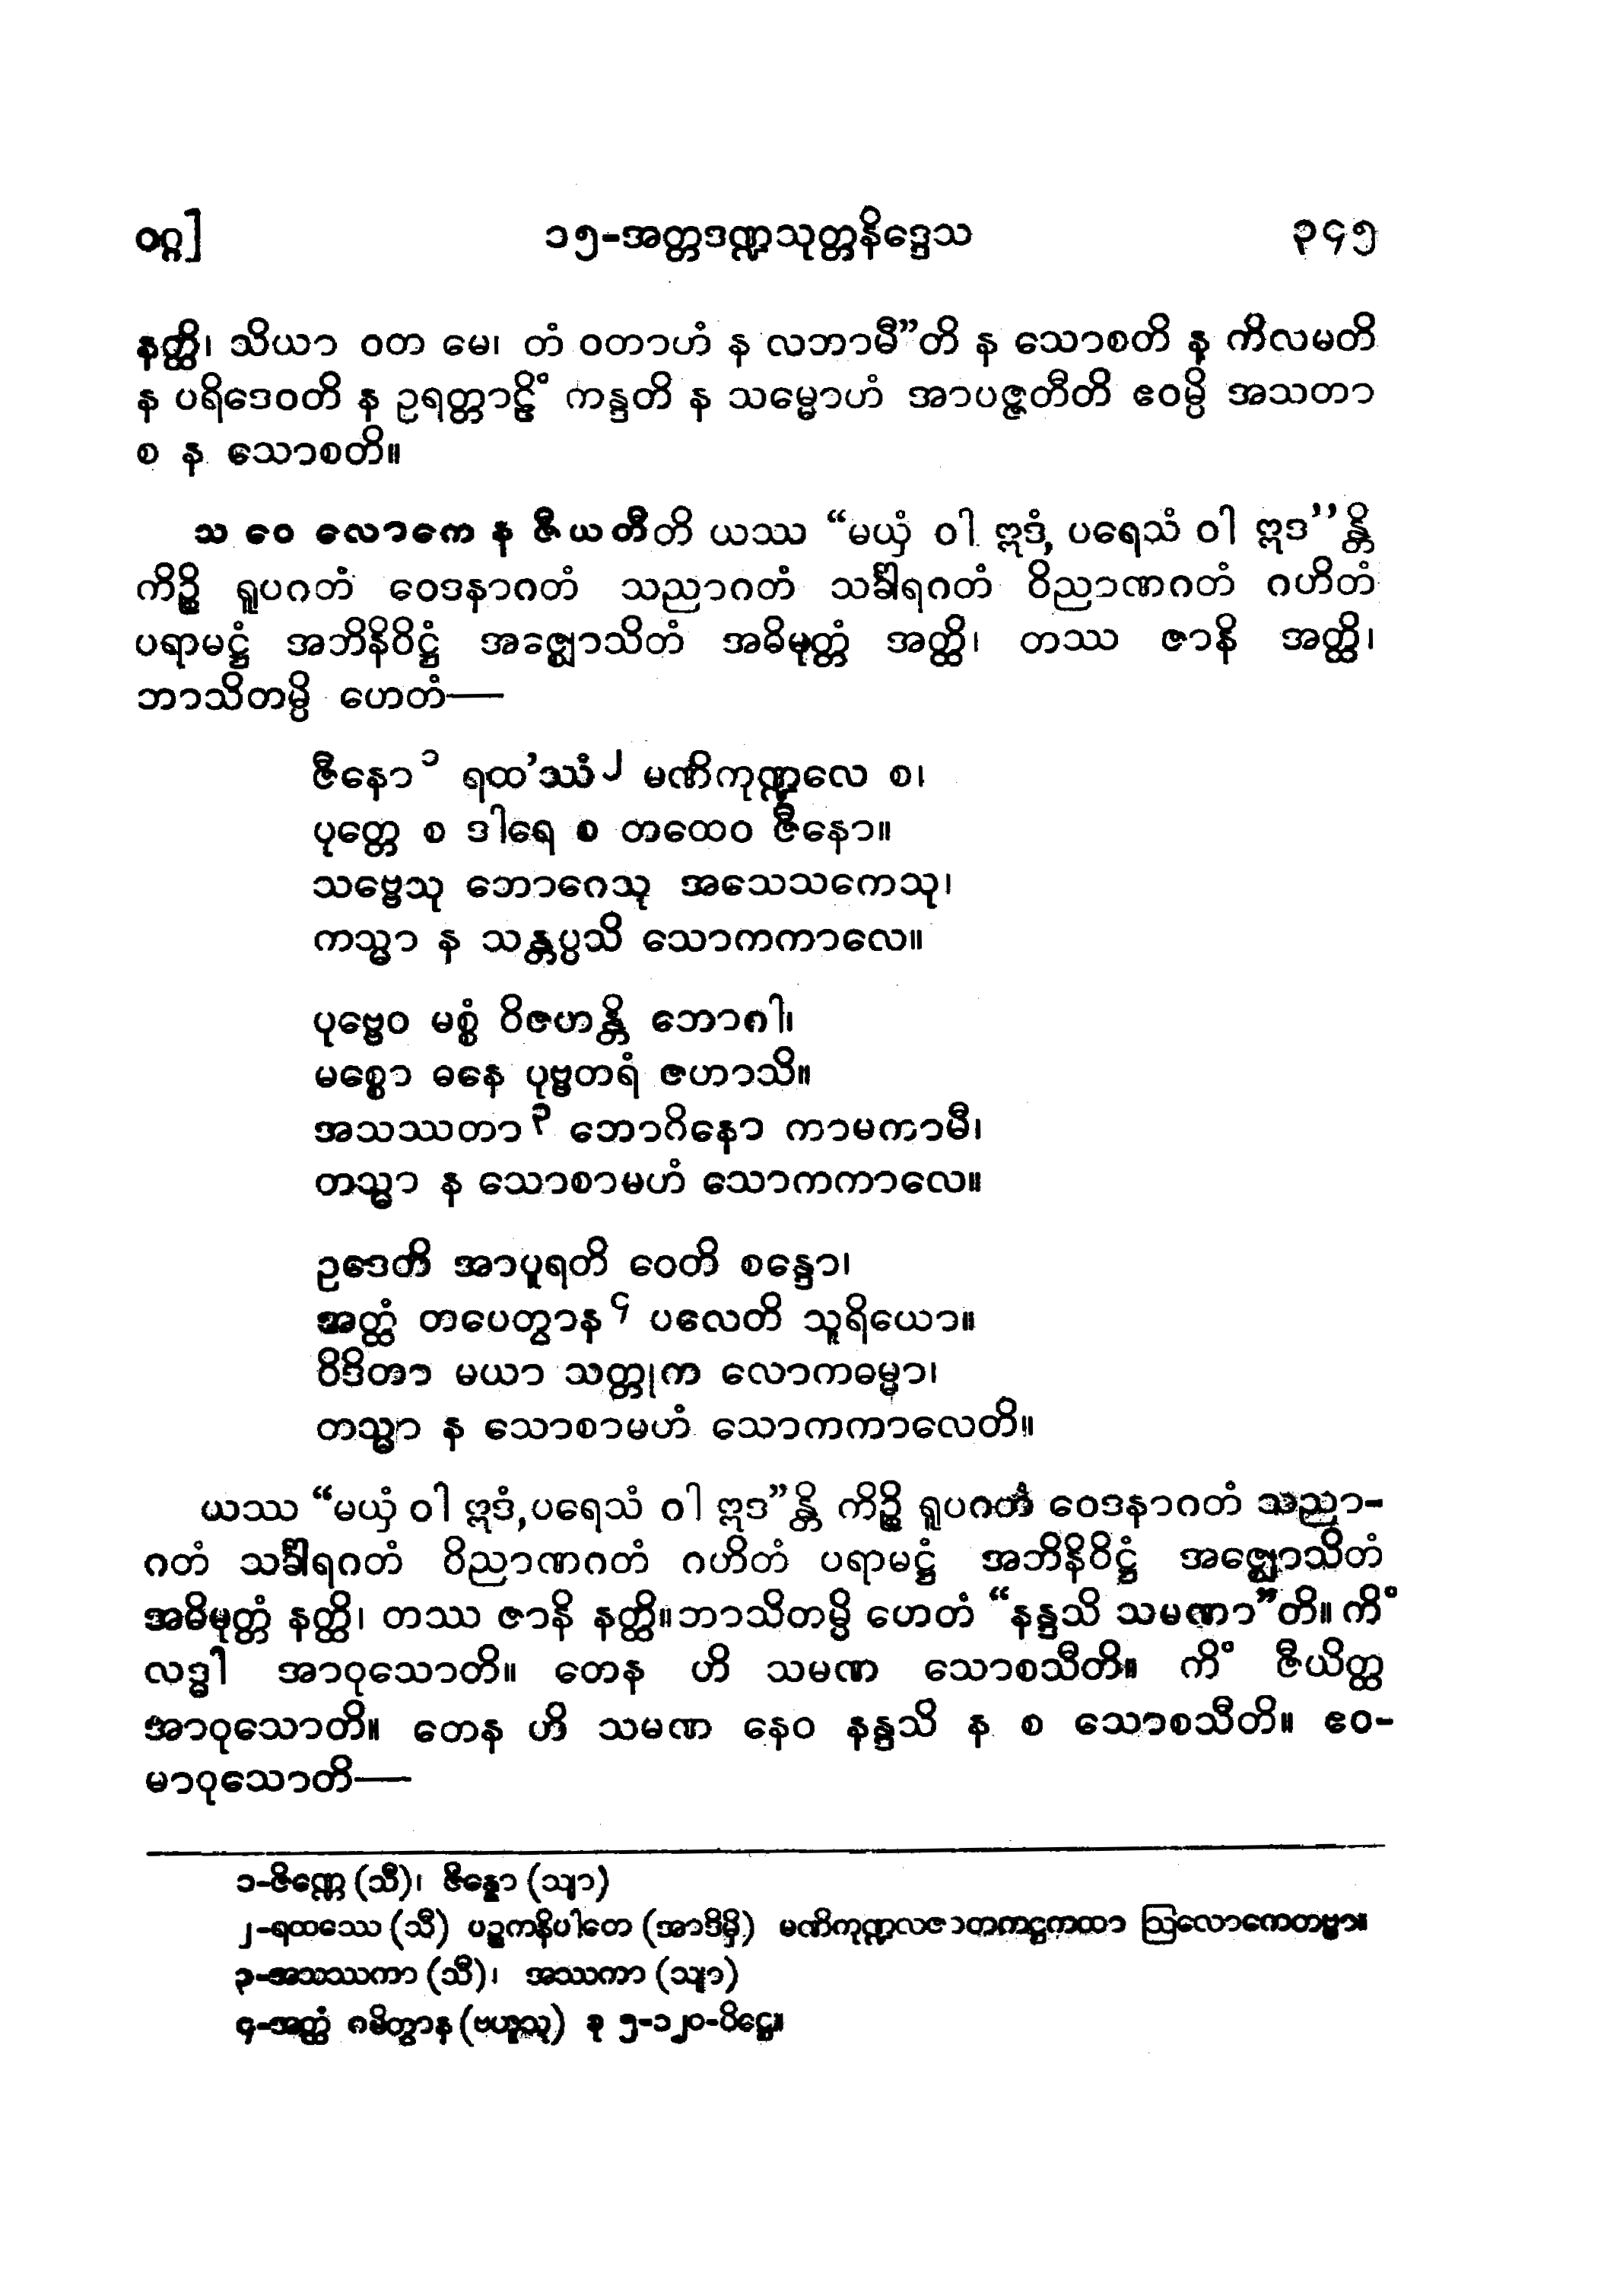 ဝဂ္ဂ] ၁၅-အတ္တဒဏ္ဍသုတ္တနိဒ္ဒေသ ၃၄၅
နတ္ထိ၊ သိယာ ဝတ မေ၊ တံ ဝတာဟံ န လဘာမီ”တိ န သောစတိ န ကိလမတိ
န ပရိဒေဝတိ န ဥရတ္တာဠိံ ကန္ဒတိ န သမ္မောဟံ အာပဇ္ဇတီတိ ဧဝမ္ပိ အသတာ
စ န သောစတိ။
သ ဝေ လောကေ န ဇီယတီတိ ယဿ “မယှံ ဝါ ဣဒံ, ပရေသံ ဝါ ဣဒ”န္တိ
ကိဉ္စိ ရူပဂတံ ဝေဒနာဂတံ သညာဂတံ သင်္ခါရဂတံ ဝိညာဏဂတံ ဂဟိတံ
ပရာမဋ္ဌံ အဘိနိဝိဋ္ဌံ အဇ္ဈောသိတံ အဓိမုတ္တံ အတ္ထိ၊ တဿ ဇာနိ အတ္ထိ၊
ဘာသိတမ္ပိ ဟေတံ—
ဇီနော၁ ရထ’ဿံ၂ မဏိကုဏ္ဍလေ စ၊
ပုတ္တေ စ ဒါရေ စ တထေဝ ဇီနော။
သဗ္ဗေသု ဘောဂေသု အသေသကေသု၊
ကသ္မာ န သန္တပ္ပသိ သောကကာလေ။
ပုဗ္ဗေဝ မစ္စံ ဝိဇဟန္တိ ဘောဂါ၊
မစ္စော ဓနေ ပုဗ္ဗတရံ ဇဟာသိ။
အသဿတာ၃ ဘောဂိနော ကာမကာမီ၊
တသ္မာ န သောစာမဟံ သောကကာလေ။
ဥဒေတိ အာပူရတိ ဝေတိ စန္ဒော၊
အတ္ထံ တပေတွာန၄ ပလေတိ သူရိယော။
ဝိဒိတာ မယာ သတ္တုက လောကဓမ္မာ၊
တသ္မာ န သောစာမဟံ သောကကာလေတိ။
ယဿ “မယှံ ဝါ ဣဒံ,ပရေသံ ဝါ ဣဒ”န္တိ ကိဉ္စိ ရူပဂတံ ဝေဒနာဂတံ သညာ-
ဂတံ သင်္ခါရဂတံ ဝိညာဏဂတံ ဂဟိတံ ပရာမဋ္ဌံ အဘိနိဝိဋ္ဌံ အဇ္ဈောသိတံ
အဓိမုတ္တံ နတ္ထိ၊ တဿ ဇာနိ နတ္ထိ။ဘာသိတမ္ပိ ဟေတံ “နန္ဒသိ သမဏာ”တိ။ ကိံ
လဒ္ဓါ အာဝုသောတိ။ တေန ဟိ သမဏ သောစသီတိ။ ကိံ ဇီယိတ္ထ
အာဝုသောတိ။ တေန ဟိ သမဏ နေဝ နန္ဒသိ န စ သောစသီတိ။ ဧဝ-
မာဝုသောတိ—
၁-ဇိဏ္ဏေ (သီ)၊ ဇိန္နော (သျာ)
၂-ရထဿေ (သီ) ပဉ္စကနိပါတေ (အာဒိမှိ) မဏိကုဏ္ဍလဇာတကဋ္ဌကထာ ဩလောကေတဗ္ဗာ။
၃-အသဿကာ (သီ)၊ အဿကာ (သျာ)
၄-အတ္ထံ ဂမိတွာန (ဗဟူသု) ခု ၅-၁၂၀-ပိဋ္ဌေ။